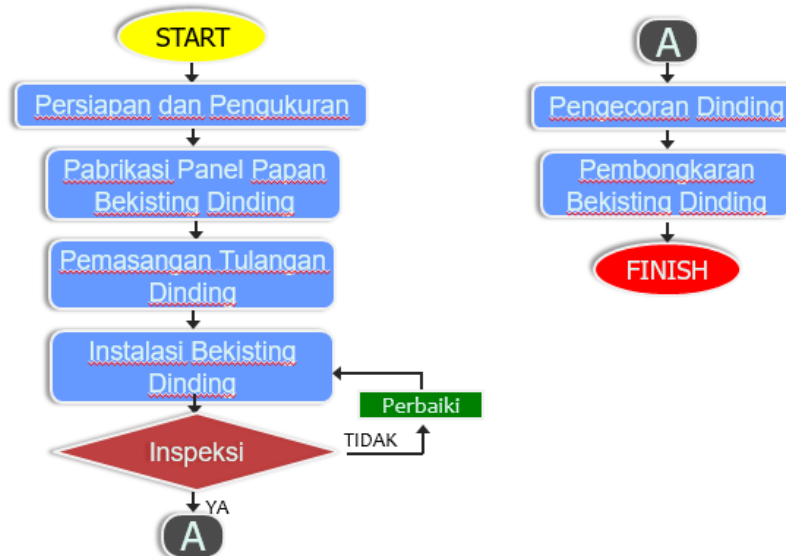 START
Persiapan dan Pengukuran
Pabrikasi Panel Papan
Bekisting Dinding
Pemasangan Tulangan
Dinding
Instalasi Bekisting
Dinding
Perbaiki
Inspeksi
TIDAK
YA
A
A
Pengecoran Dinding
Pembongkaran
Bekisting Dinding
FINISH